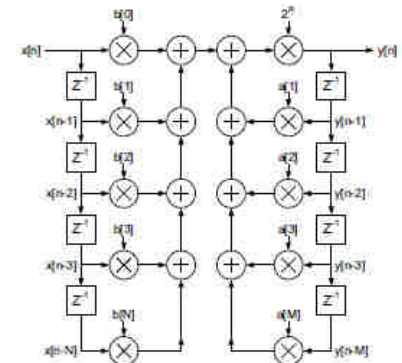 b[0] 2^B
x[n] y[n]
Z⁻¹ b[1] a[1] Z⁻¹
x[n-1] y[n-1]
Z⁻¹ b[2] a[2] Z⁻¹
x[n-2] y[n-2]
Z⁻¹ b[3] a[3] Z⁻¹
x[n-3] y[n-3]
Z⁻¹ Z⁻¹
b[N] a[M]
x[n-N] y[n-M]